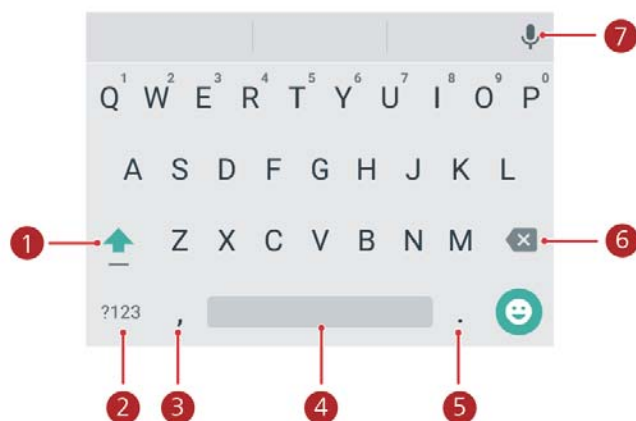 7
1 2 3 4 5 6 7 8 9 0
Q W E R T Y U I O P
A S D F G H J K L
1 Z X C V B N M 6
?123 , .
2 3 4 5